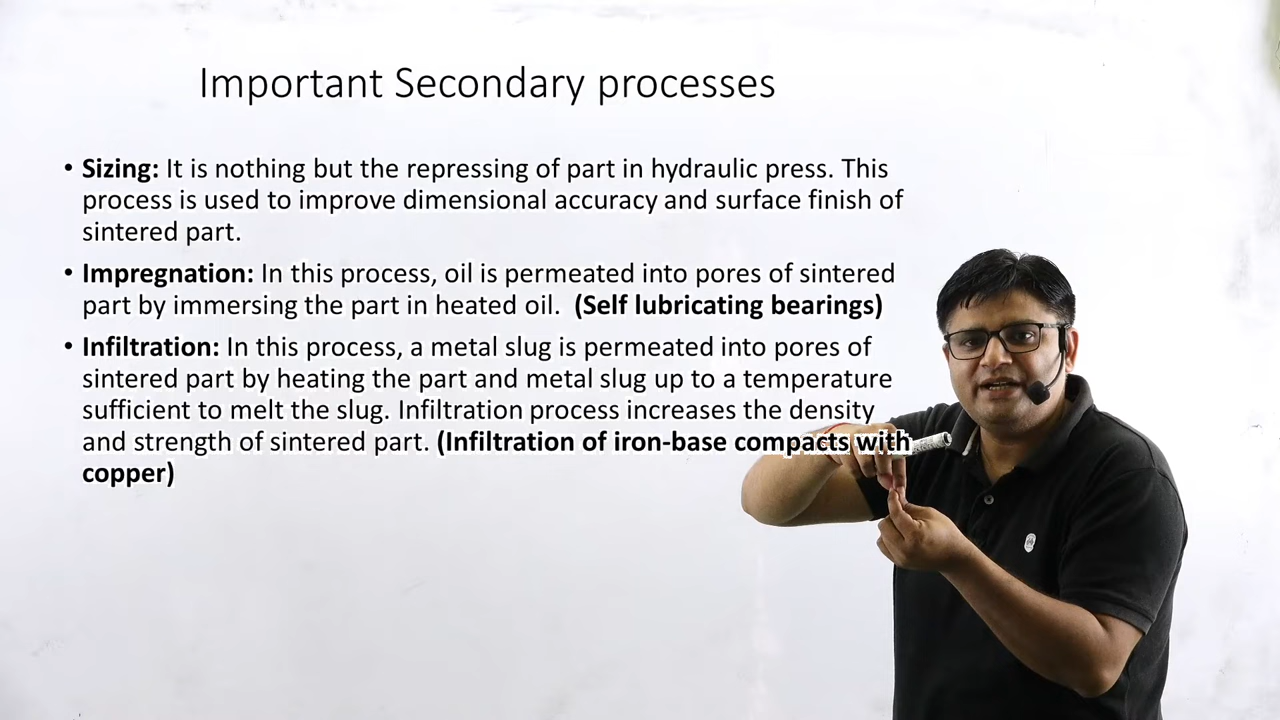 Important Secondary processes
• Sizing: It is nothing but the repressing of part in hydraulic press. This
process is used to improve dimensional accuracy and surface finish of
sintered part.
• Impregnation: In this process, oil is permeated into pores of sintered
part by immersing the part in heated oil. (Self lubricating bearings)
• Infiltration: In this process, a metal slug is permeated into pores of
sintered part by heating the part and metal slug up to a temperature
sufficient to melt the slug. Infiltration process increases the density
and strength of sintered part. (Infiltration of iron-base compacts with
copper)